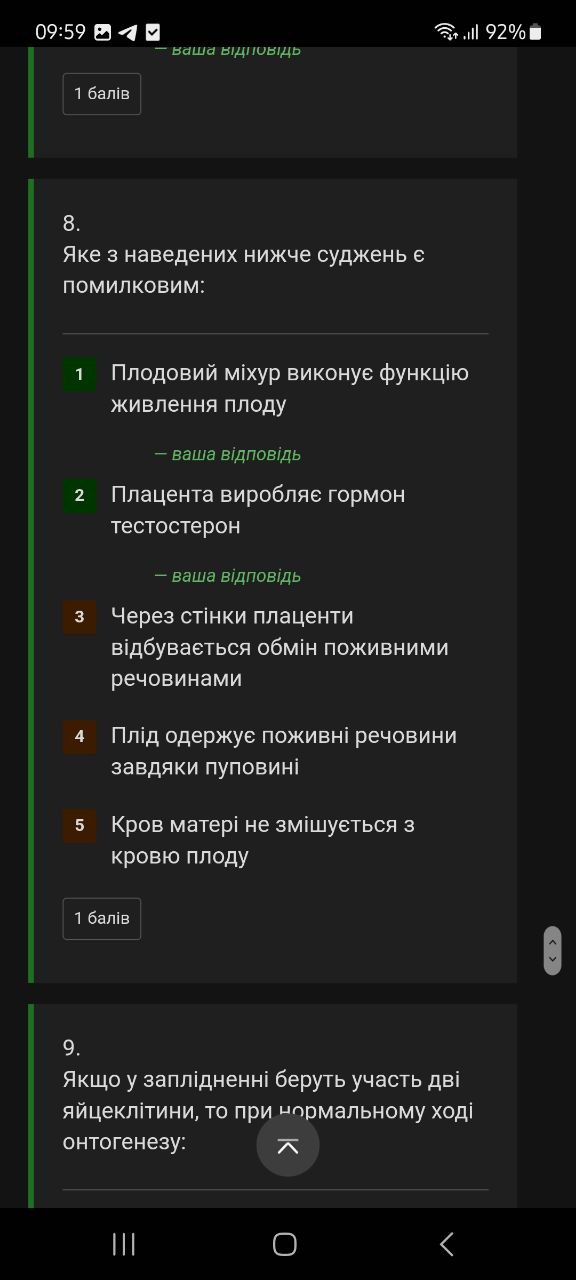 09:59 92%
— ваша відповідь
1 балів
8.
Яке з наведених нижче суджень є
помилковим:
1 Плодовий міхур виконує функцію
живлення плоду
— ваша відповідь
2 Плацента виробляє гормон
тестостерон
— ваша відповідь
3 Через стінки плаценти
відбувається обмін поживними
речовинами
4 Плід одержує поживні речовини
завдяки пуповині
5 Кров матері не змішується з
кровю плоду
1 балів
9.
Якщо у заплідненні беруть участь дві
яйцеклітини, то при нормальному ході
онтогенезу: